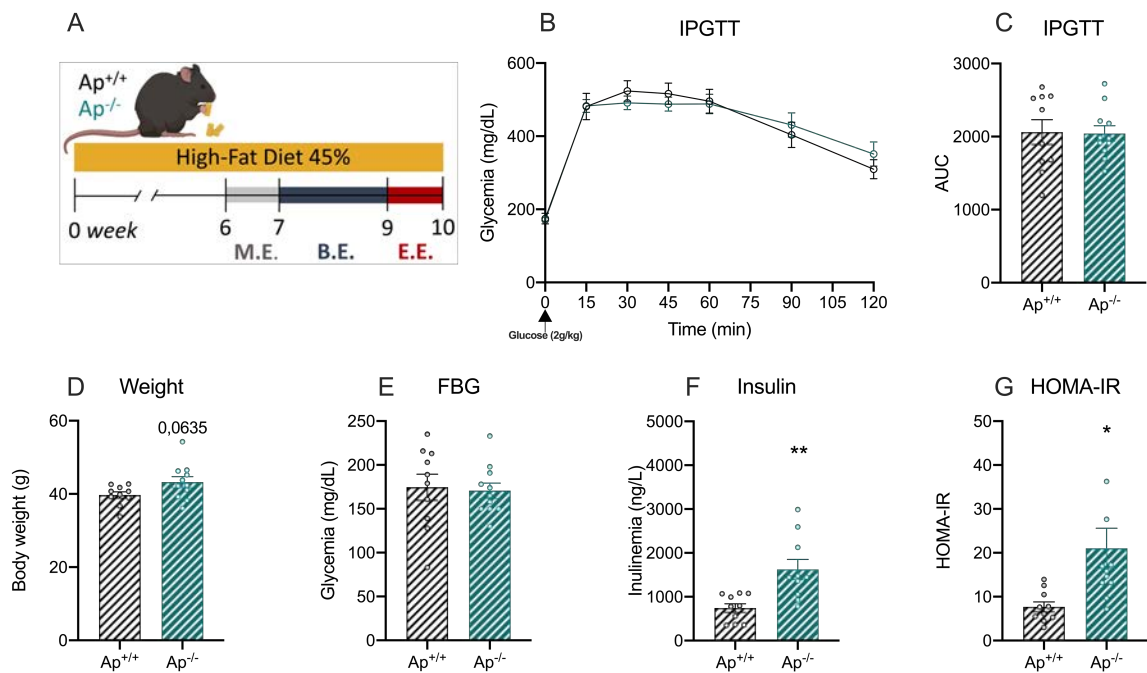 A
Ap+/+
Ap-/-
High-Fat Diet 45%
0 week
6
7
9
10
M.E.
B.E.
E.E.
B
IPGTT
Glycemia (mg/dL)
600
400
200
0
0
15
30
45
60
75
90
105
120
Glucose (2g/kg)
Time (min)
C
IPGTT
AUC
3000
2000
1000
0
Ap+/+
Ap-/-
D
Weight
Body weight (g)
60
40
20
0
0,0635
Ap+/+
Ap-/-
E
FBG
Glycemia (mg/dL)
250
200
150
100
50
0
Ap+/+
Ap-/-
F
Insulin
Inulinemia (ng/L)
5000
4000
3000
2000
1000
0
**
Ap+/+
Ap-/-
G
HOMA-IR
HOMA-IR
50
40
30
20
10
0
*
Ap+/+
Ap-/-